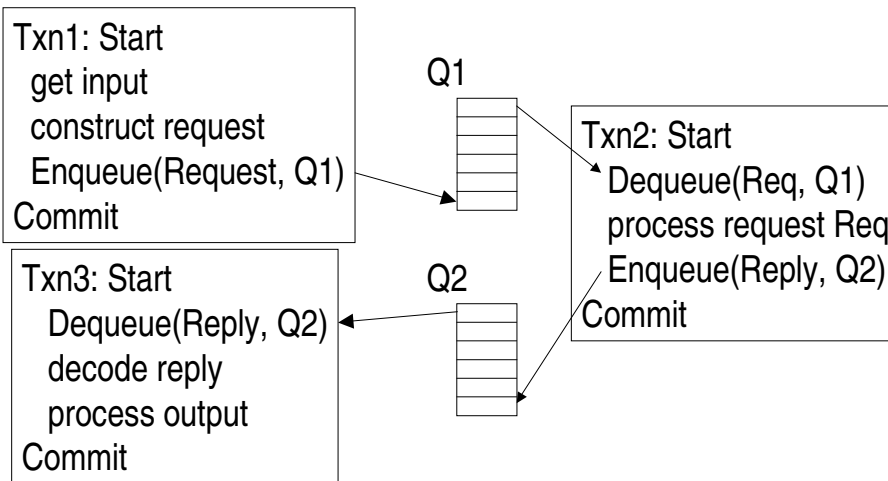 Txn1: Start
get input
construct request
Enqueue(Request, Q1)
Commit
Q1
Txn2: Start
Dequeue(Req, Q1)
process request Req
Enqueue(Reply, Q2)
Commit
Txn3: Start
Dequeue(Reply, Q2)
decode reply
process output
Commit
Q2